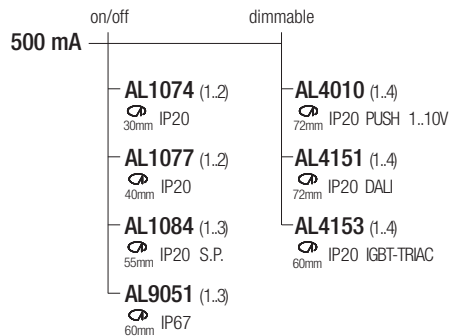 on/off dimmable
500 mA
AL1074 (1..2) AL4010 (1..4)
30mm IP20 72mm IP20 PUSH 1..10V
AL1077 (1..2) AL4151 (1..4)
40mm IP20 72mm IP20 DALI
AL1084 (1..3) AL4153 (1..4)
55mm IP20 S.P. 60mm IP20 IGBT-TRIAC
AL9051 (1..3)
60mm IP67